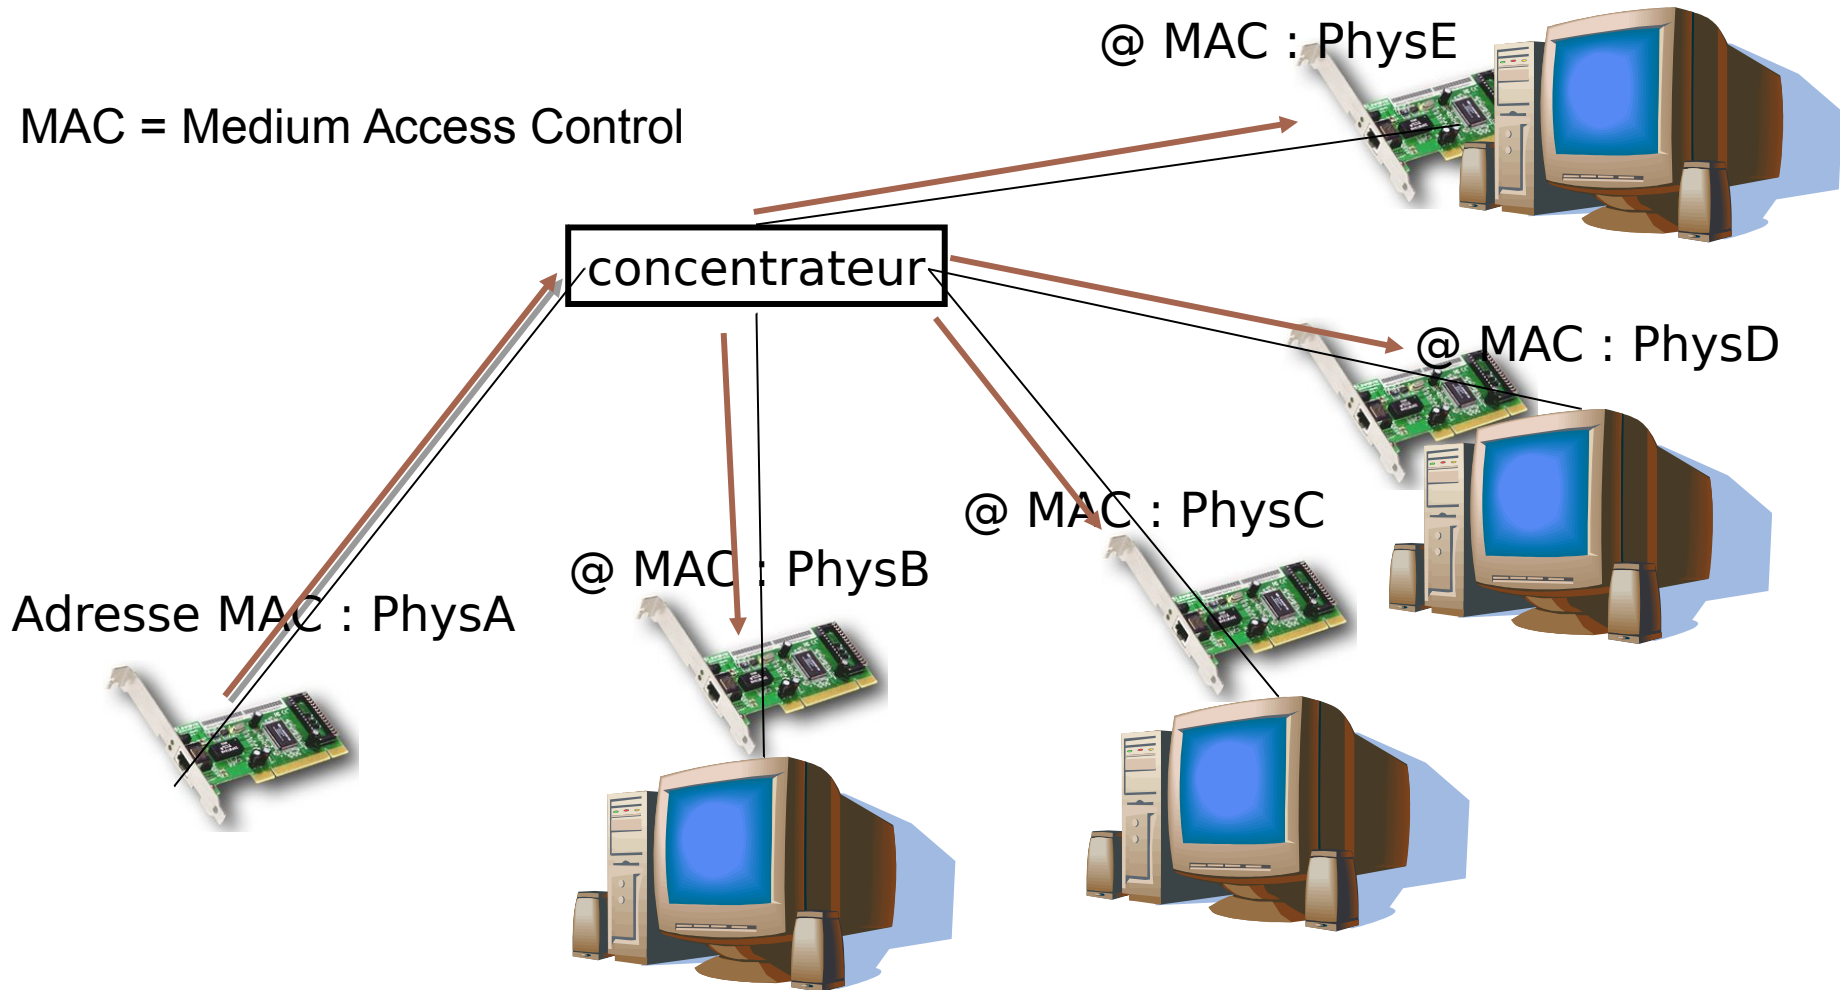 @ MAC : PhysE
MAC = Medium Access Control
concentrateur
@ MAC : PhysD
@ MAC : PhysC
@ MAC : PhysB
Adresse MAC : PhysA